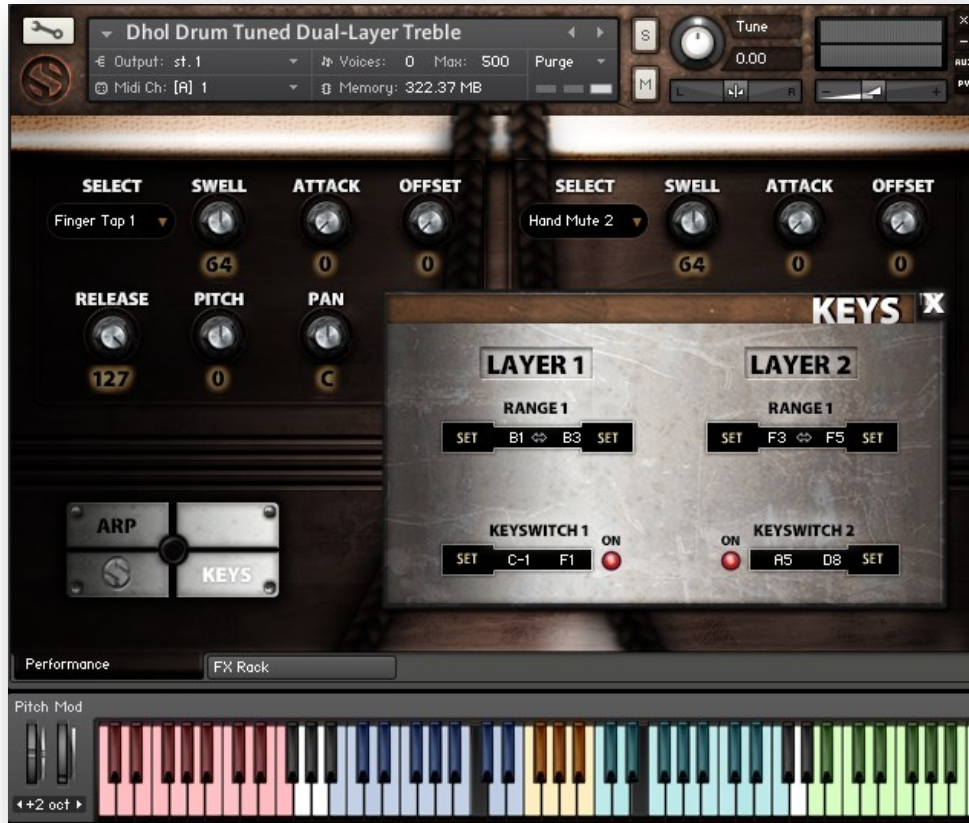 Dhol Drum Tuned Dual-Layer Treble
Output: st. 1
Voices: 0 Max: 500
Purge
Midi Ch: [A] 1
Memory: 322.37 MB
S
M
Tune
0.00
L R
- +
×
-
AUX
PV
SELECT SWELL ATTACK OFFSET
Finger Tap 1
64 0 0
RELEASE PITCH PAN
127 0 C
SELECT SWELL ATTACK OFFSET
Hand Mute 2
64 0 0
KEYS X
LAYER 1
RANGE 1
SET B1 ⇔ B3 SET
KEYSWITCH 1 ON
SET C-1 F1
LAYER 2
RANGE 1
SET F3 ⇔ F5 SET
ON KEYSWITCH 2
A5 D8 SET
ARP
KEYS
Performance
FX Rack
Pitch Mod
+2 oct